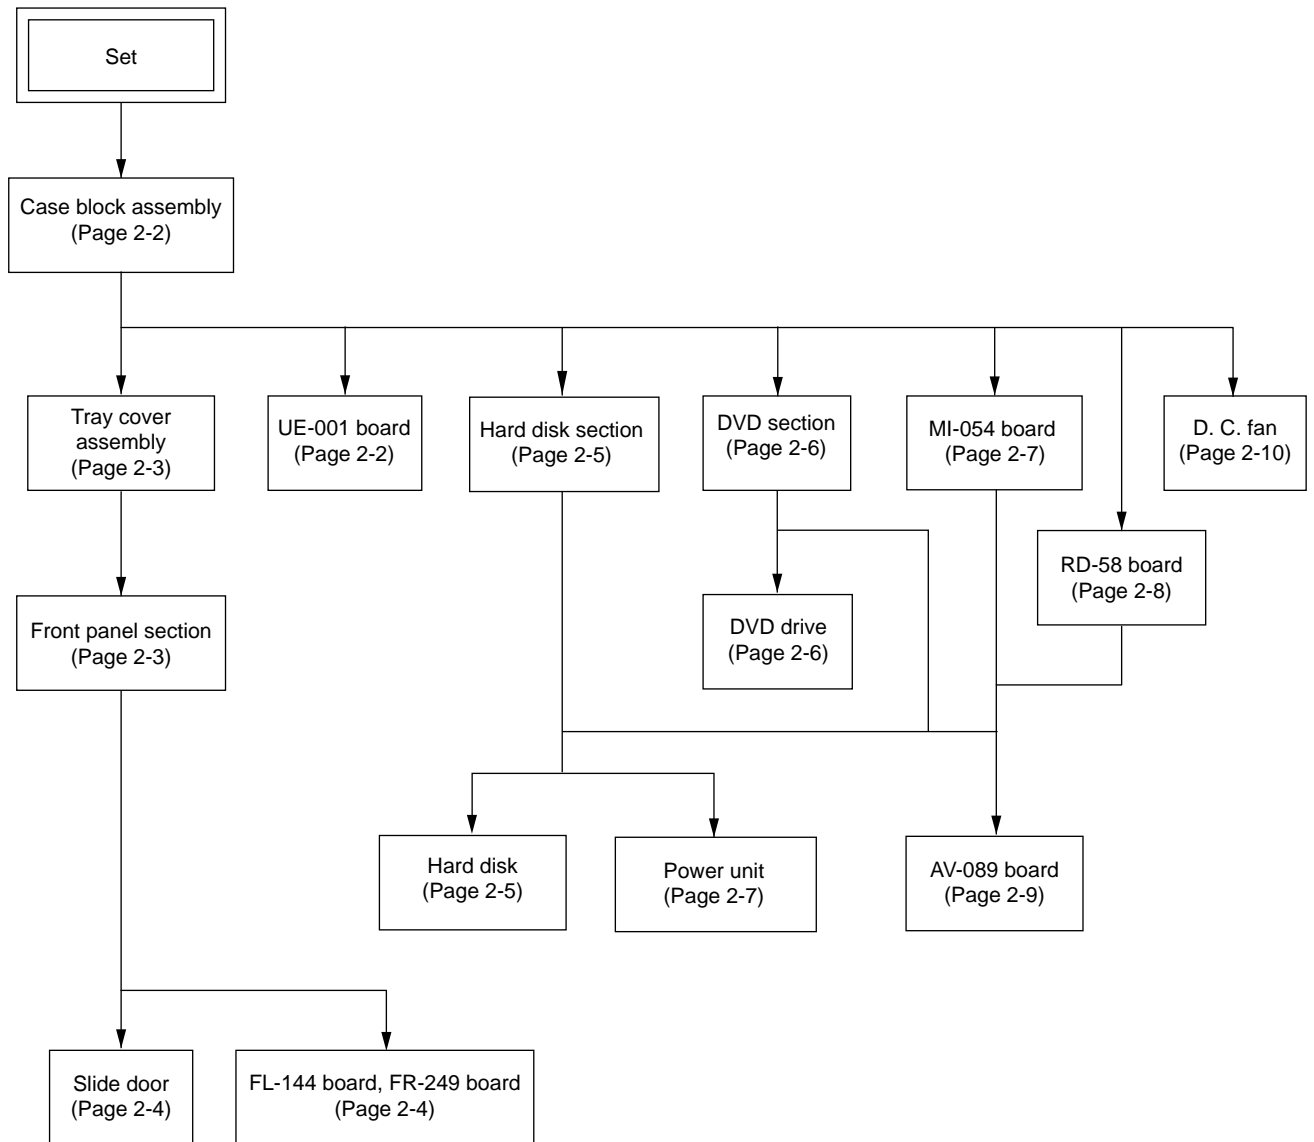 Set
Case block assembly
(Page 2-2)
Tray cover
assembly
(Page 2-3)
UE-001 board
(Page 2-2)
Hard disk section
(Page 2-5)
DVD section
(Page 2-6)
MI-054 board
(Page 2-7)
D. C. fan
(Page 2-10)
RD-58 board
(Page 2-8)
Front panel section
(Page 2-3)
DVD drive
(Page 2-6)
Hard disk
(Page 2-5)
Power unit
(Page 2-7)
AV-089 board
(Page 2-9)
Slide door
(Page 2-4)
FL-144 board, FR-249 board
(Page 2-4)